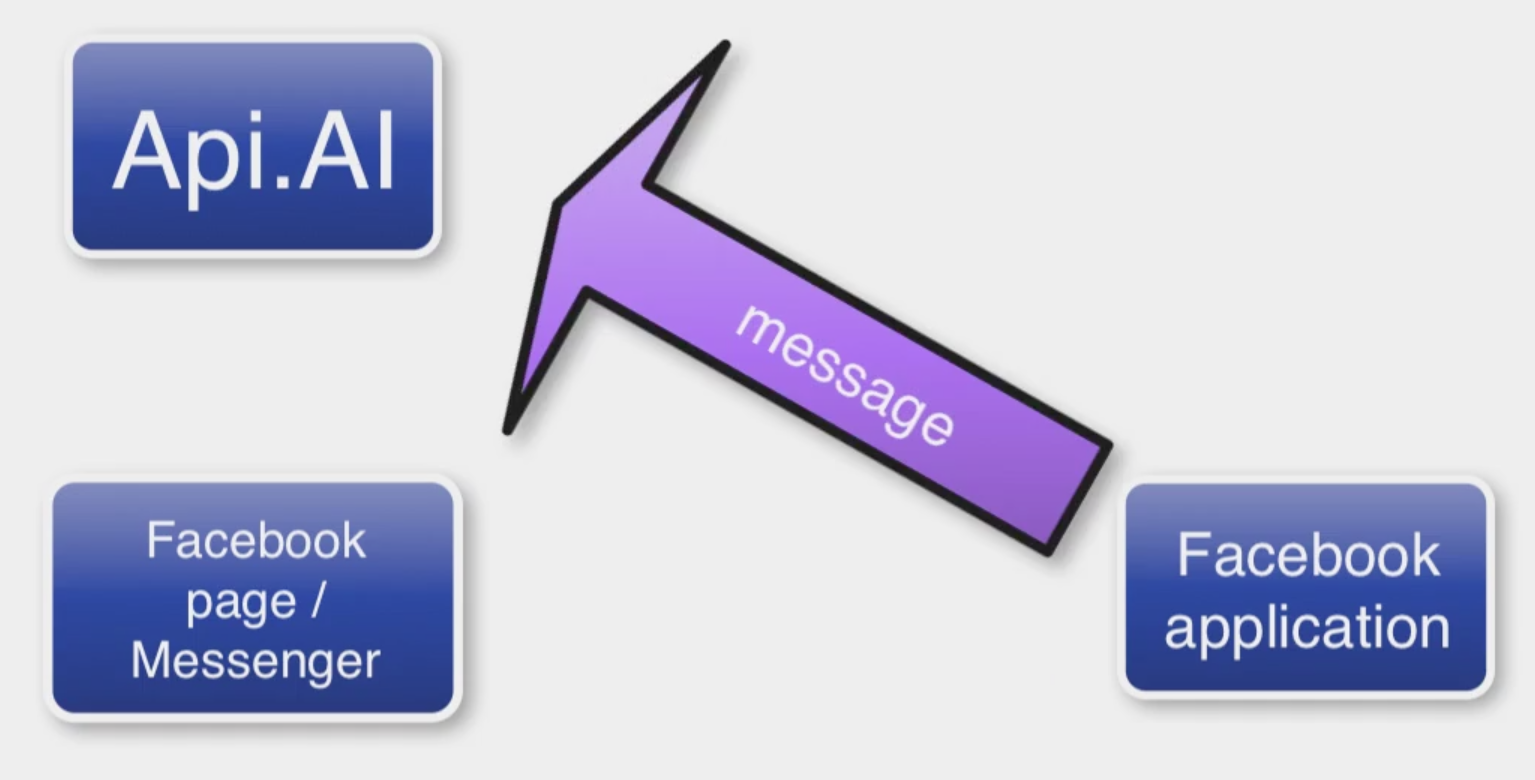 Api.AI
message
Facebook
page /
Messenger
Facebook
application